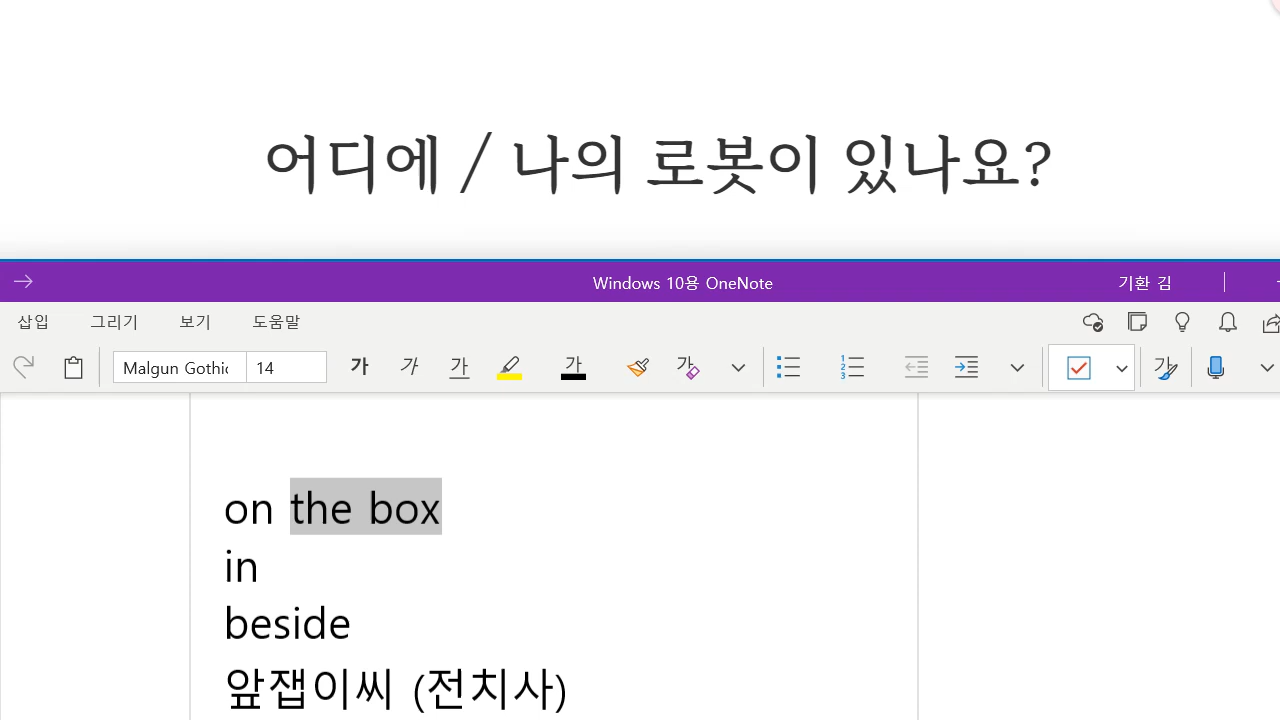 어디에 / 나의 로봇이 있나요?
Windows 10용 OneNote
기환 김
삽입 그리기 보기 도움말
Malgun Gothic 14 가 가 가 가 가 가
on the box
in
beside
앞잽이씨 (전치사)